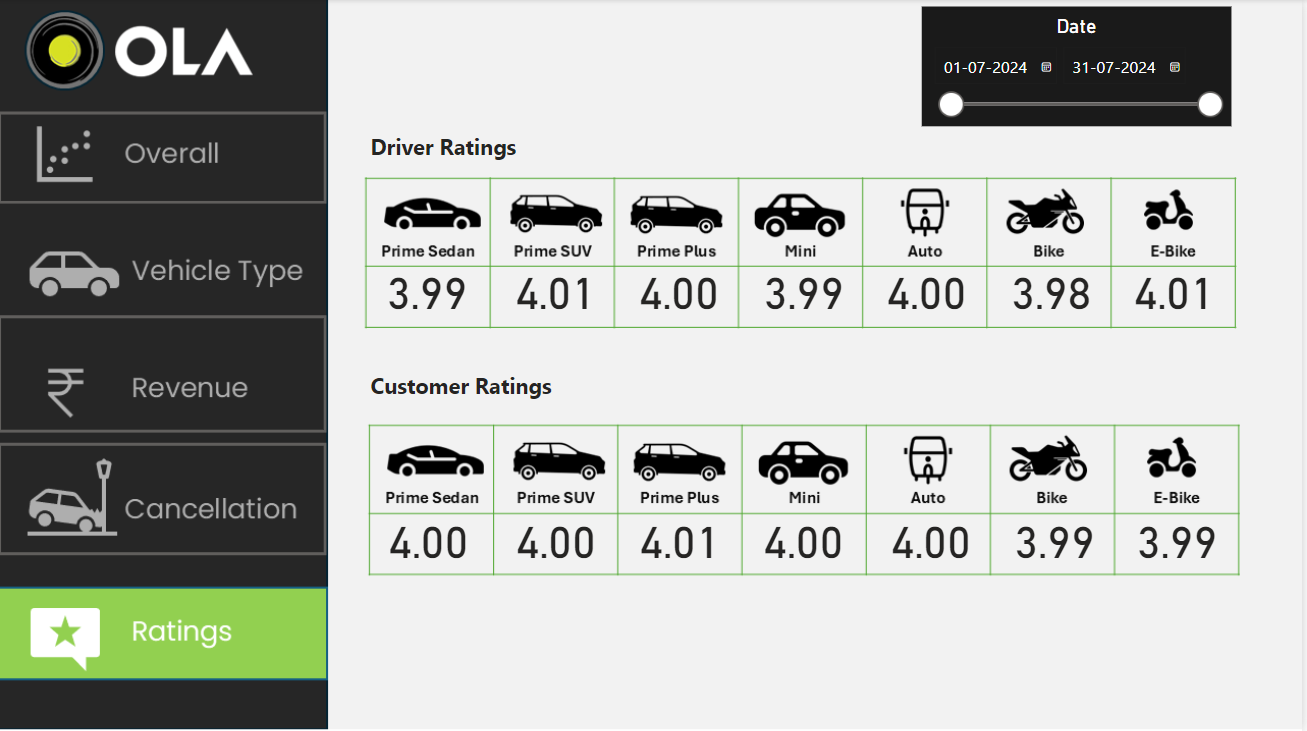 OLA
Date
01-07-2024 31-07-2024
Overall
Vehicle Type
Revenue
Cancellation
Ratings
Driver Ratings
Prime Sedan Prime SUV Prime Plus Mini Auto Bike E-Bike
3.99 4.01 4.00 3.99 4.00 3.98 4.01
Customer Ratings
Prime Sedan Prime SUV Prime Plus Mini Auto Bike E-Bike
4.00 4.00 4.01 4.00 4.00 3.99 3.99